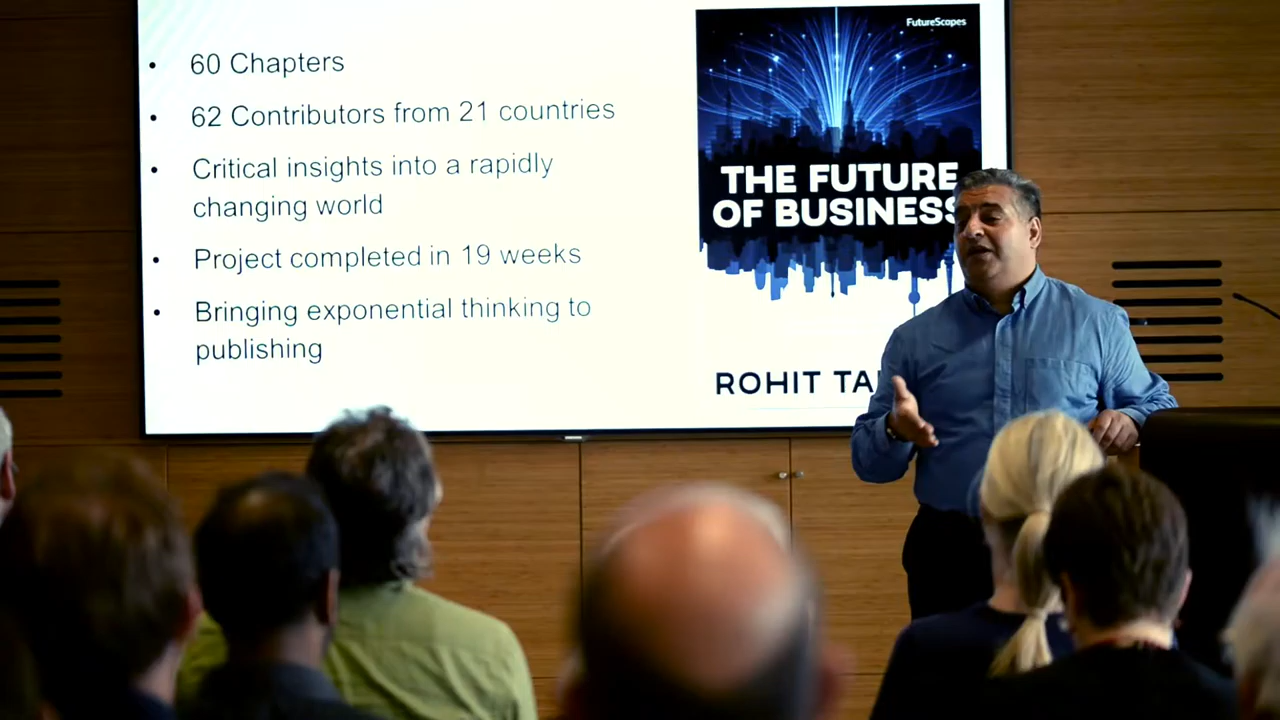 60 Chapters
62 Contributors from 21 countries
Critical insights into a rapidly
changing world
Project completed in 19 weeks
Bringing exponential thinking to
publishing
FutureScapes
THE FUTURE
OF BUSINESS
ROHIT